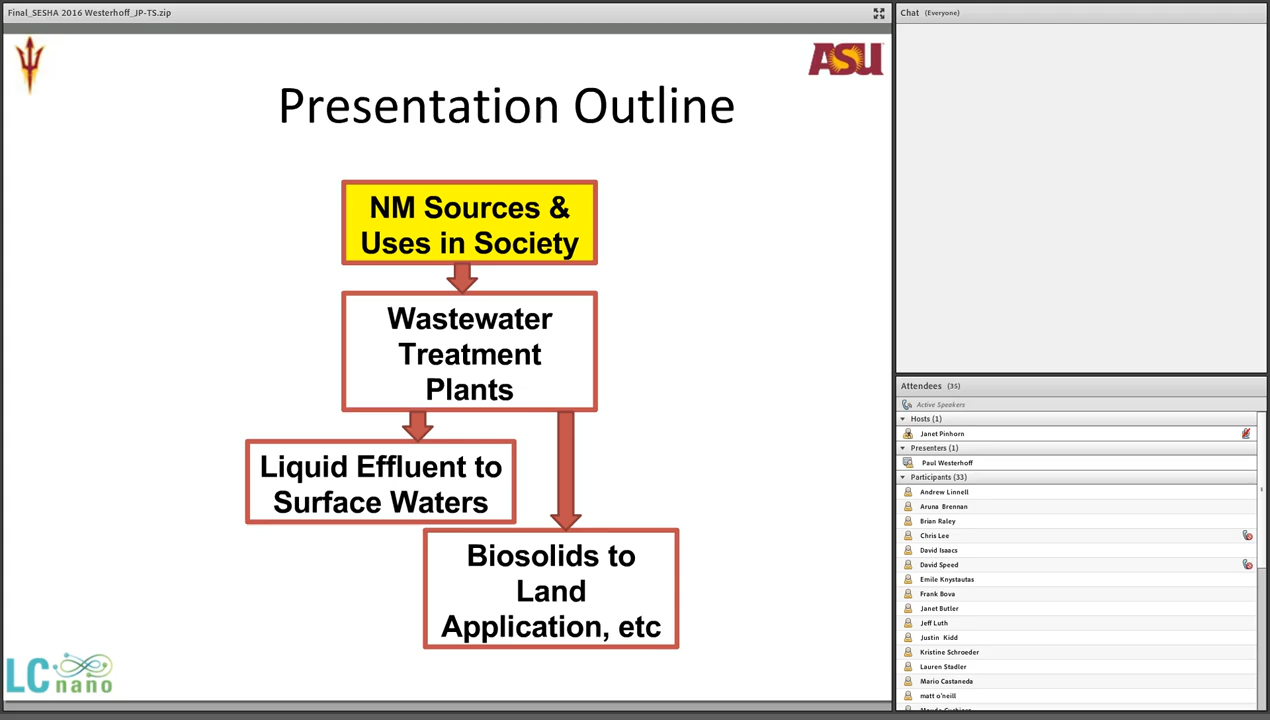 Final_SESHA 2016 Westerhoff_JP-TS.zip
ASU
Presentation Outline
NM Sources &
Uses in Society
Wastewater
Treatment
Plants
Liquid Effluent to
Surface Waters
Biosolids to
Land
Application, etc
LC
nano
Chat (Everyone)
Attendees (35)
Active Speakers
Hosts (1)
Janet Pinhorn
Presenters (1)
Paul Westerhoff
Participants (33)
Andrew Linnell
Aruna Brennan
Brian Raley
Chris Lee
David Isaacs
David Speed
Emile Knystautas
Frank Bova
Janet Butler
Jeff Luth
Justin Kidd
Kristine Schroeder
Lauren Stadler
Mario Castaneda
matt o'neill